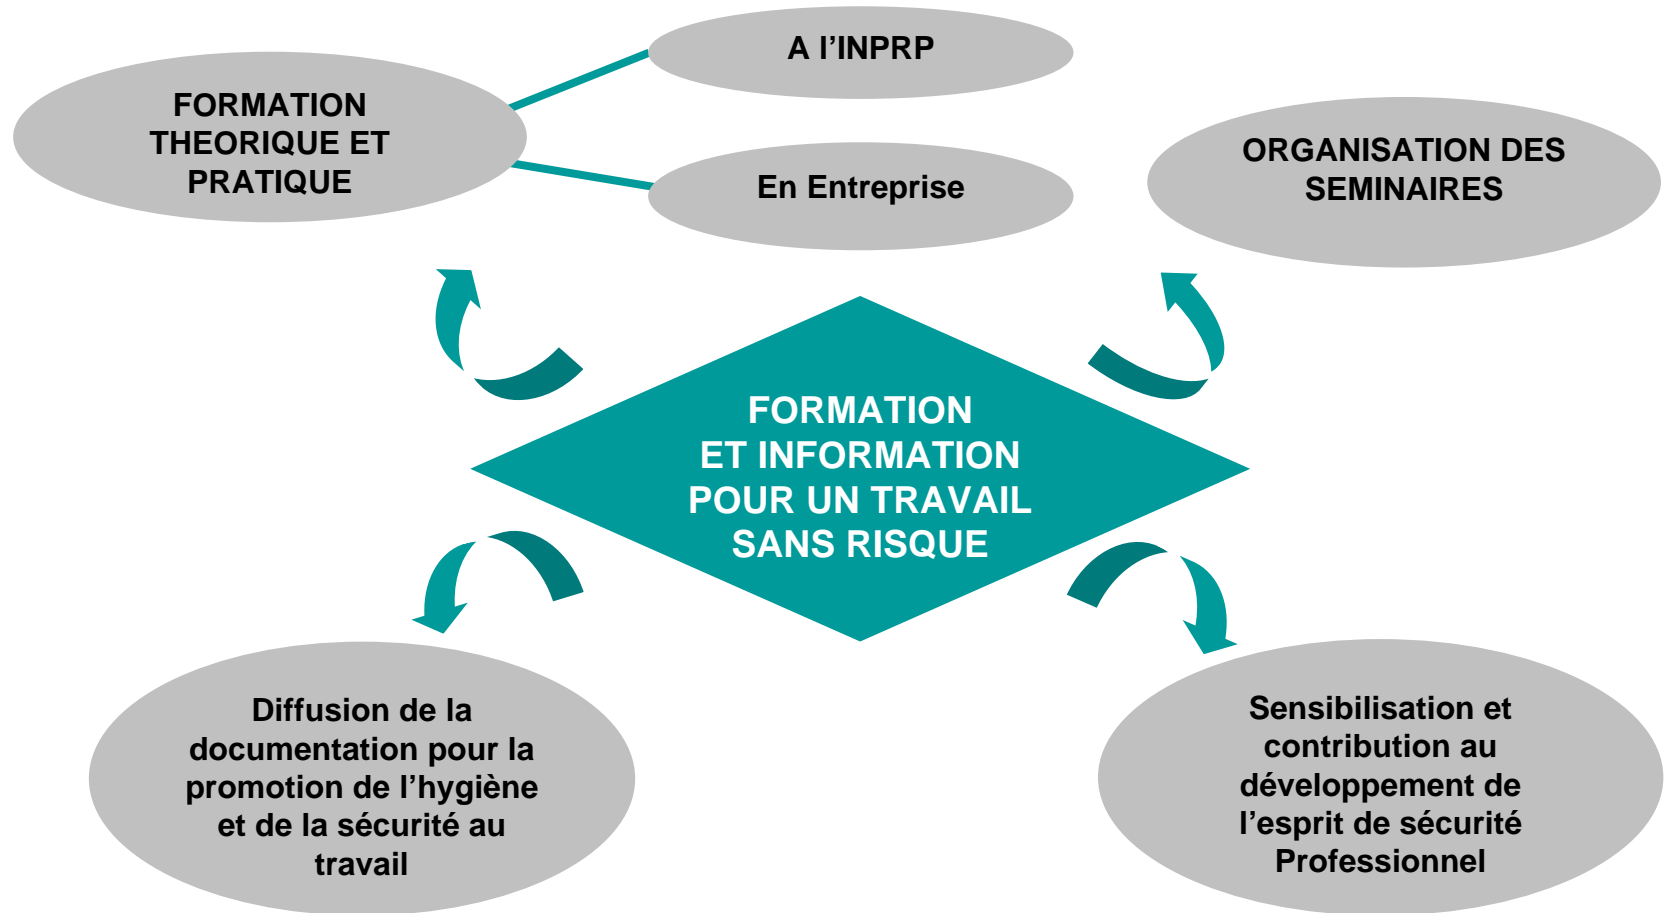 A l’INPRP
FORMATION
THEORIQUE ET
PRATIQUE
En Entreprise
ORGANISATION DES
SEMINAIRES
FORMATION
ET INFORMATION
POUR UN TRAVAIL
SANS RISQUE
Diffusion de la
documentation pour la
promotion de l’hygiène
et de la sécurité au
travail
Sensibilisation et
contribution au
développement de
l’esprit de sécurité
Professionnel